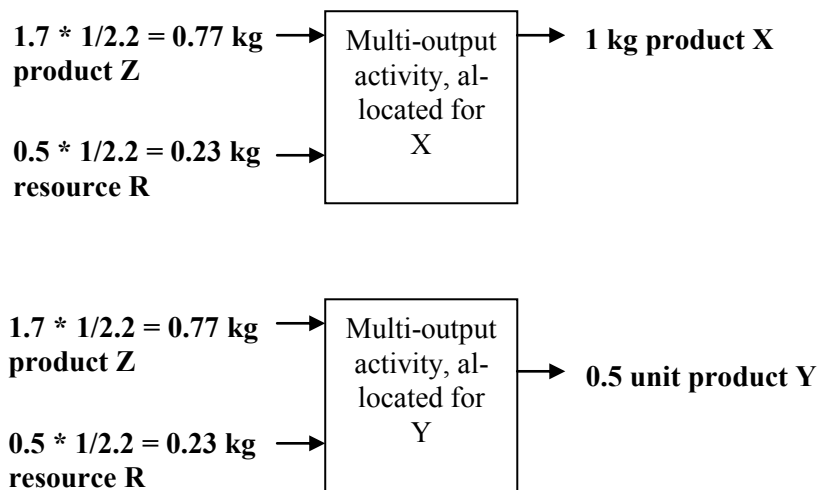 1.7 * 1/2.2 = 0.77 kg
product Z
0.5 * 1/2.2 = 0.23 kg
resource R
Multi-output
activity, al-
located for
X
1 kg product X
1.7 * 1/2.2 = 0.77 kg
product Z
0.5 * 1/2.2 = 0.23 kg
resource R
Multi-output
activity, al-
located for
Y
0.5 unit product Y